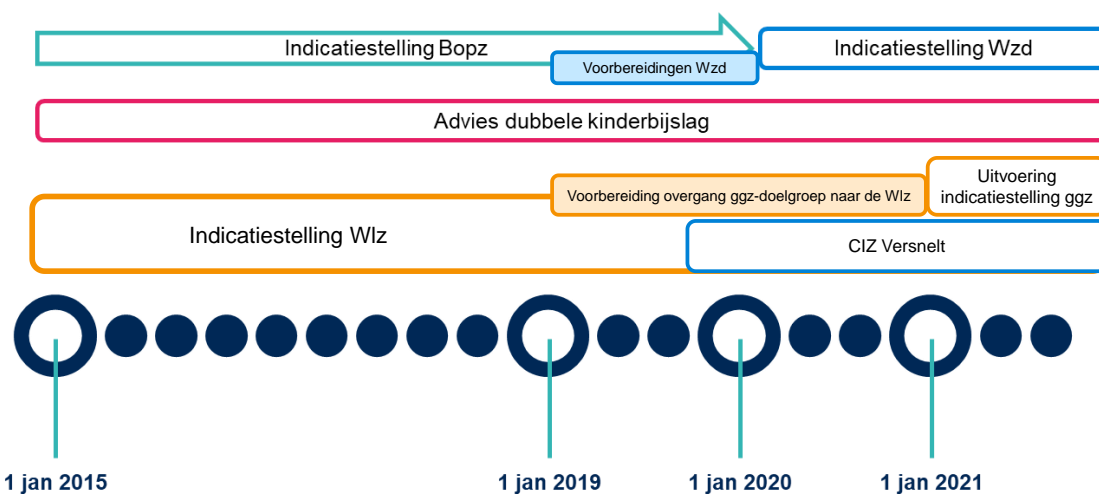 Indicatiestelling Bopz
Indicatiestelling Wzd
Voorbereidingen Wzd
Advies dubbele kinderbijslag
Uitvoering
indicatiestelling ggz
Voorbereiding overgang ggz-doelgroep naar de Wlz
Indicatiestelling Wlz
CIZ Versnelt
1 jan 2015
1 jan 2019
1 jan 2020
1 jan 2021